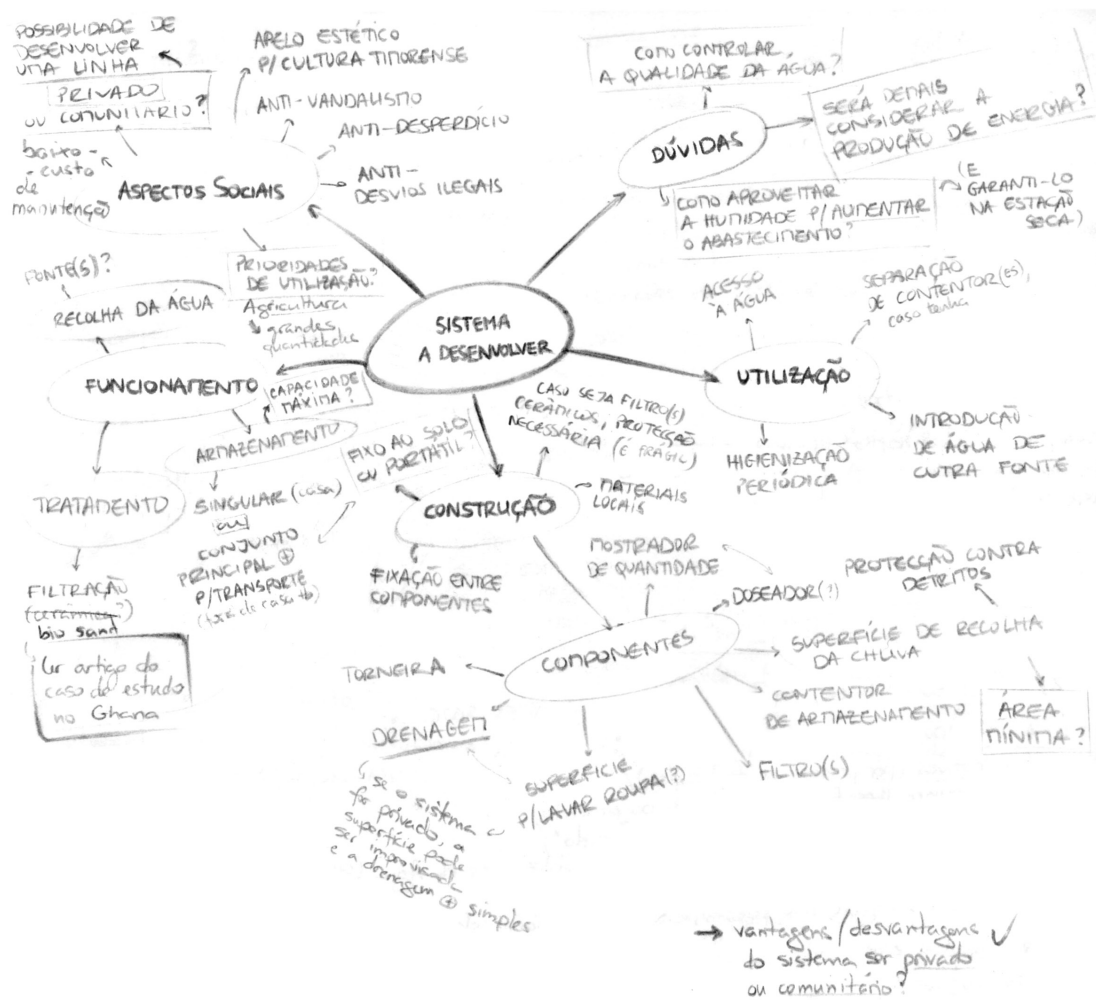 POSSIBILIDADE DE
DESENVOLVER
UMA LINHA
PRIVADO
OU COMUNITÁRIO?
baixo-
custo
de
manutenção
ASPECTOS SOCIAIS
APELO ESTÉTICO
P/ CULTURA TIMORENSE
ANTI-VANDALISMO
ANTI-DESPERDÍCIO
ANTI-
DESVIOS ILEGAIS
PRIORIDADES
DE UTILIZAÇÃO?
Agricultura
grandes
quantidades
COMO CONTROLAR
A QUALIDADE DA ÁGUA?
DÚVIDAS
SERÁ DEMAIS
CONSIDERAR A
PRODUÇÃO DE ENERGIA?
COMO APROVEITAR
A HUMIDADE P/ AUMENTAR
O ABASTECIMENTO?
(E
GARANTI-LO
NA ESTAÇÃO
SECA)
SISTEMA
A DESENVOLVER
FONTE(S)?
RECOLHA DA ÁGUA
FUNCIONAMENTO
CAPACIDADE
MÁXIMA?
ARMAZENAMENTO
SINGULAR (casa)
ou
CONJUNTO
PRINCIPAL ⊕
P/ TRANSPORTE
TRATAMENTO
FILTRAÇÃO
(cerâmica?)
bio sand
Ler artigo do
caso de estudo
no Ghana
ACESSO
À ÁGUA
SEPARAÇÃO
DE CONTENTOR(ES),
caso tenha
UTILIZAÇÃO
HIGIENIZAÇÃO
PERIÓDICA
INTRODUÇÃO
DE ÁGUA DE
OUTRA FONTE
CASO SEJA FILTRO(S)
CERÂMICOS, PROTECÇÃO
NECESSÁRIA (É FRÁGIL)
FIXO AO SOLO
OU PORTÁTIL?
CONSTRUÇÃO
MATERIAIS
LOCAIS
FIXAÇÃO ENTRE
COMPONENTES
MOSTRADOR
DE QUANTIDADE
DOSEADOR(?)
PROTECÇÃO CONTRA
DETRITOS
COMPONENTES
SUPERFÍCIE DE RECOLHA
DA CHUVA
CONTENTOR
DE ARMAZENAMENTO
ÁREA
MÍNIMA?
FILTRO(S)
TORNEIRA
DRENAGEM
SUPERFÍCIE
P/ LAVAR ROUPA(?)
se o sistema
for privado, a
superfície pode
ser improvisada
e a drenagem ⊕ simples
→ vantagens/desvantagens ✓
do sistema ser privado
ou comunitário?